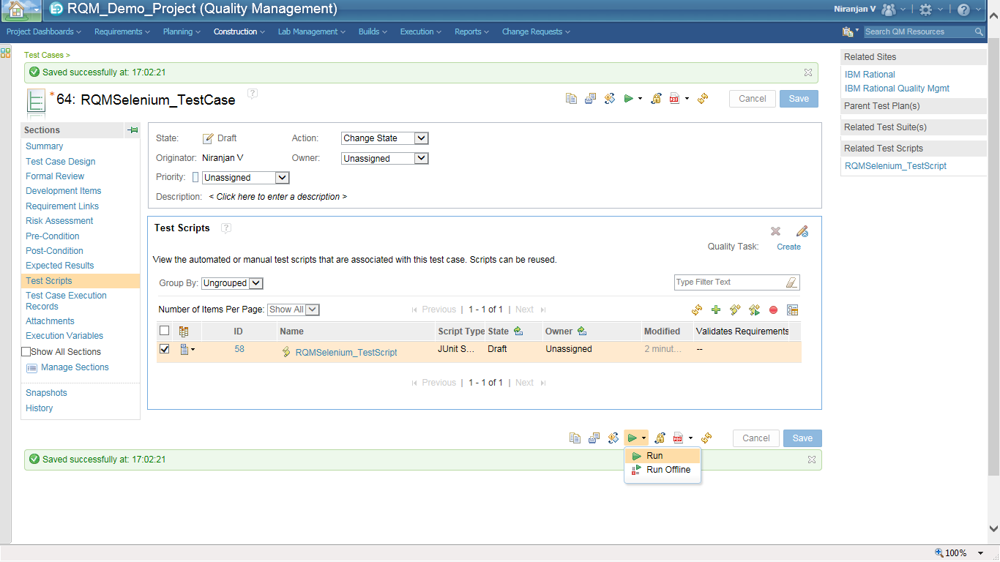 RQM_Demo_Project (Quality Management)
Niranjan V
Project Dashboards Requirements Planning Construction Lab Management Builds Execution Reports Change Requests
Search QM Resources
Test Cases >
Saved successfully at: 17:02:21
*64: RQMSelenium_TestCase
?
Cancel Save
Sections
Summary
Test Case Design
Formal Review
Development Items
Requirement Links
Risk Assessment
Pre-Condition
Post-Condition
Expected Results
Test Scripts
Test Case Execution
Records
Attachments
Execution Variables
Show All Sections
Manage Sections
Snapshots
History
State: Draft Action: Change State
Originator: Niranjan V Owner: Unassigned
Priority: Unassigned
Description: < Click here to enter a description >
Test Scripts ?
Quality Task: Create
View the automated or manual test scripts that are associated with this test case. Scripts can be reused.
Group By: Ungrouped
Type Filter Text
Number of Items Per Page: Show All Previous | 1 - 1 of 1 | Next
ID Name Script Type State Owner Modified Validates Requirements
58 RQMSelenium_TestScript JUnit S... Draft Unassigned 2 minut... --
Previous | 1 - 1 of 1 | Next
PDF
Cancel Save
Saved successfully at: 17:02:21
Run
Run Offline
Related Sites
IBM Rational
IBM Rational Quality Mgmt
Parent Test Plan(s)
Related Test Suite(s)
Related Test Scripts
RQMSelenium_TestScript
100%